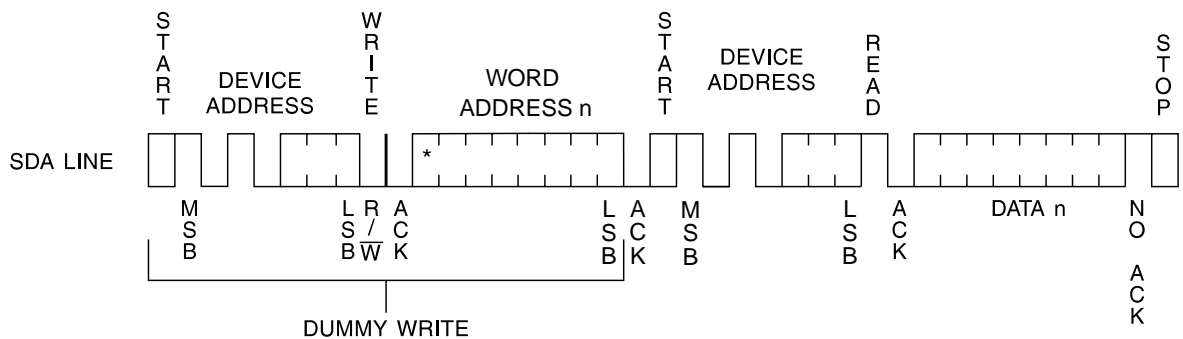 START
DEVICE
ADDRESS
WRITE
WORD
ADDRESS n
START
DEVICE
ADDRESS
READ
STOP
SDA LINE
*
MSB
LSB
R/W
ACK
LSB
ACK
MSB
LSB
ACK
DATA n
NO ACK
DUMMY WRITE